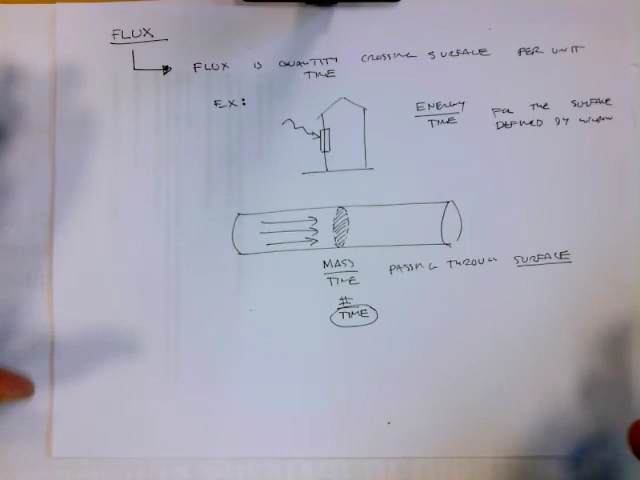 FLUX
FLUX IS QUANTITY CROSSING SURFACE PER UNIT
TIME
EX:
ENERGY
TIME
FOR THE SURFACE
DEFINED BY WINDOW
MASS
TIME
PASSING THROUGH SURFACE
#
TIME